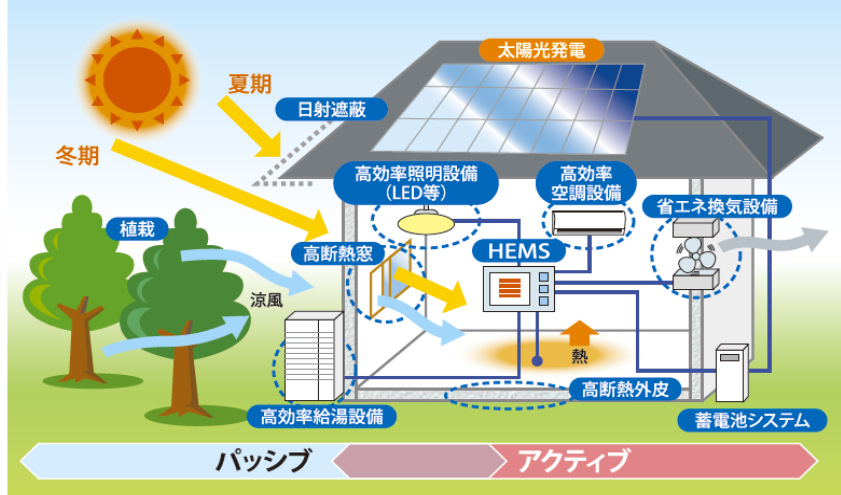 太陽光発電
夏期
日射遮蔽
冬期
高効率照明設備
（LED等）
高効率
空調設備
省エネ換気設備
植栽
高断熱窓
HEMS
涼風
熱
高断熱外皮
高効率給湯設備
蓄電池システム
パッシブ
アクティブ